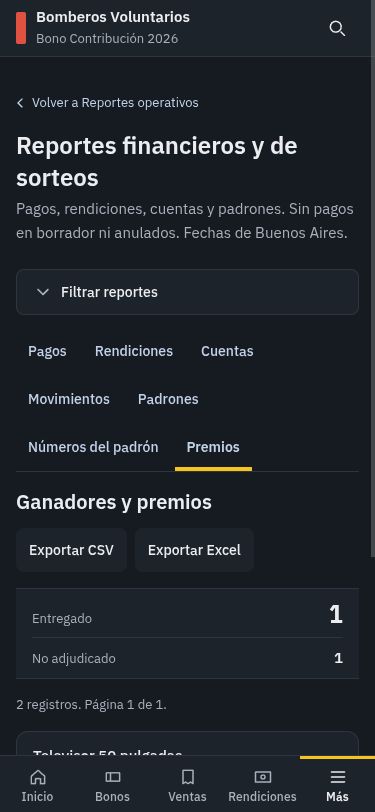 Bomberos Voluntarios
Bono Contribución 2026
Volver a Reportes operativos
Reportes financieros y de
sorteos
Pagos, rendiciones, cuentas y padrones. Sin pagos
en borrador ni anulados. Fechas de Buenos Aires.
Filtrar reportes
Pagos Rendiciones Cuentas
Movimientos Padrones
Números del padrón Premios
Ganadores y premios
Exportar CSV Exportar Excel
Entregado 1
No adjudicado 1
2 registros. Página 1 de 1.
Televisor 50 pulgadas
Inicio Bonos Ventas Rendiciones Más